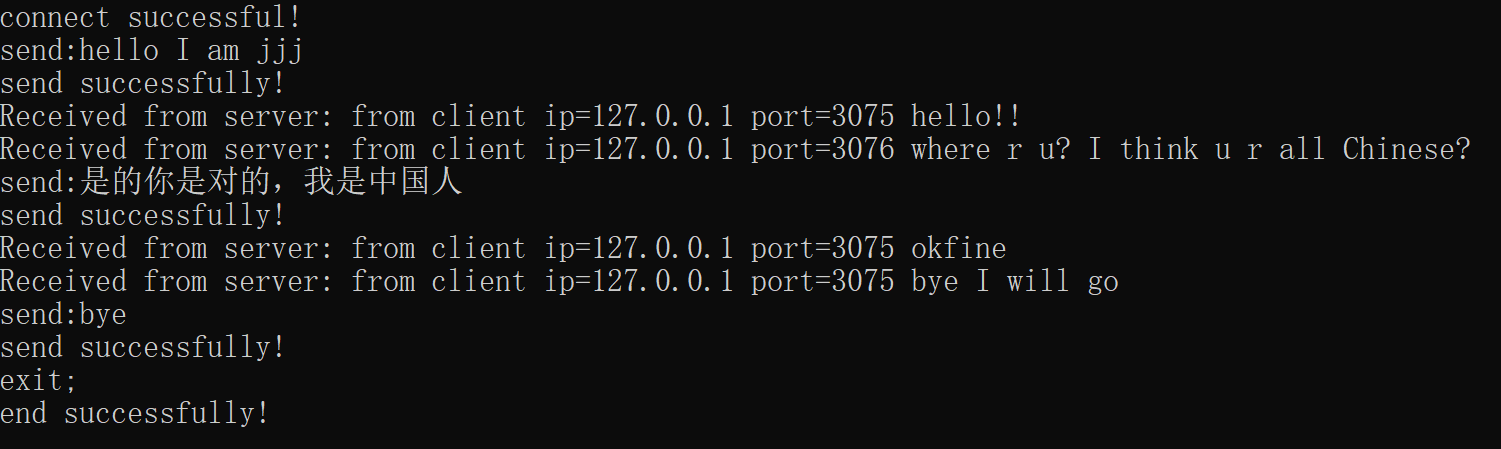 connect successful!
send:hello I am jjj
send successfully!
Received from server: from client ip=127.0.0.1 port=3075 hello!!
Received from server: from client ip=127.0.0.1 port=3076 where r u? I think u r all Chinese?
send:是的你是对的，我是中国人
send successfully!
Received from server: from client ip=127.0.0.1 port=3075 okfine
Received from server: from client ip=127.0.0.1 port=3075 bye I will go
send:bye
send successfully!
exit;
end successfully!